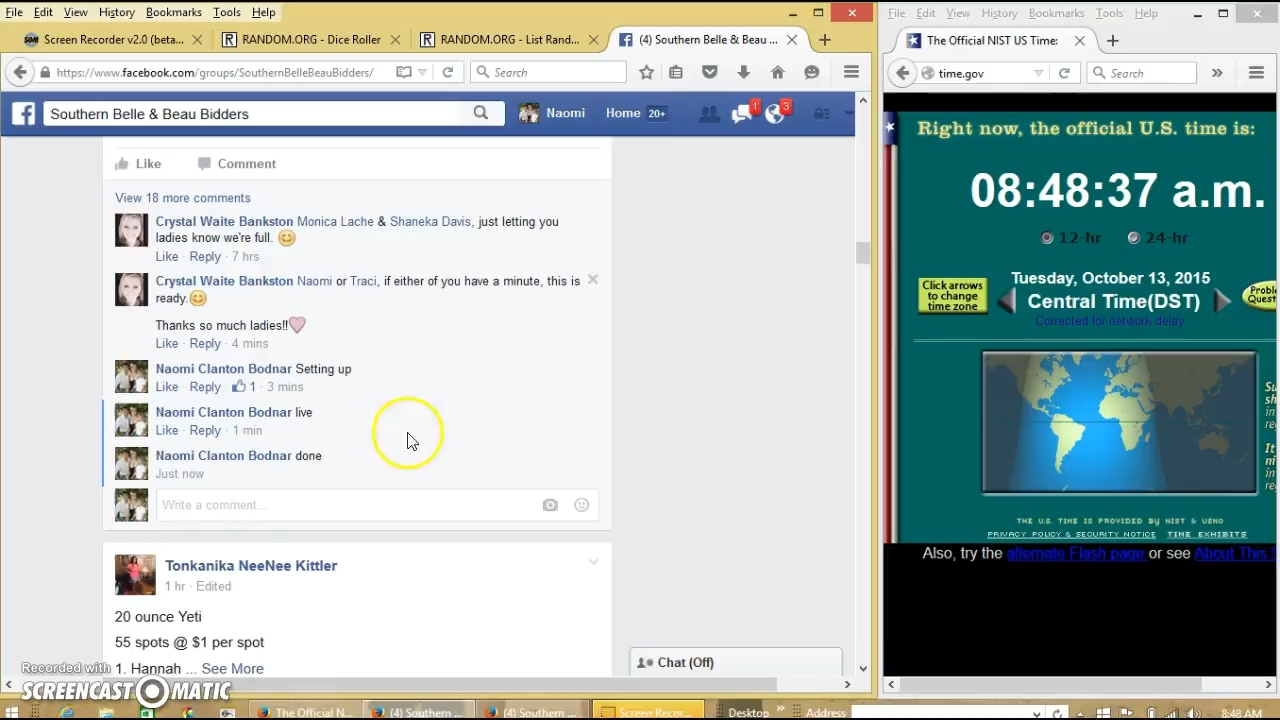 File Edit View History Bookmarks Tools Help
Screen Recorder v2.0 (beta...
RANDOM.ORG - Dice Roller
RANDOM.ORG - List Rand...
(4) Southern Belle & Beau ...
https://www.facebook.com/groups/SouthernBelleBeauBidders/
Search
Southern Belle & Beau Bidders
Naomi
Home 20+
1
3
Like Comment
View 18 more comments
Crystal Waite Bankston Monica Lache & Shaneka Davis, just letting you
ladies know we're full.
Like · Reply · 7 hrs
Crystal Waite Bankston Naomi or Traci, if either of you have a minute, this is
ready.
Thanks so much ladies!!
Like · Reply · 4 mins
Naomi Clanton Bodnar Setting up
Like · Reply · 1 · 3 mins
Naomi Clanton Bodnar live
Like · Reply · 1 min
Naomi Clanton Bodnar done
Just now
Write a comment...
Tonkanika NeeNee Kittler
1 hr · Edited
20 ounce Yeti
55 spots @ $1 per spot
1. Hannah ... See More
Chat (Off)
Recorded with
SCREENCAST-O-MATIC
File Edit View History Bookmarks Tools Help
The Official NIST US Time:
time.gov
Search
Right now, the official U.S. time is:
08:48:37 a.m.
12-hr 24-hr
Click arrows
to change
time zone
Tuesday, October 13, 2015
Central Time(DST)
Corrected for network delay
THE U.S. TIME IS PROVIDED BY NIST & USNO
PRIVACY POLICY & SECURITY NOTICE TIME EXHIBITS
Also, try the alternate Flash page or see About This
The Official N...
(4) Southern ...
(4) Southern ...
Screen Recor...
Desktop
Address
8:48 AM